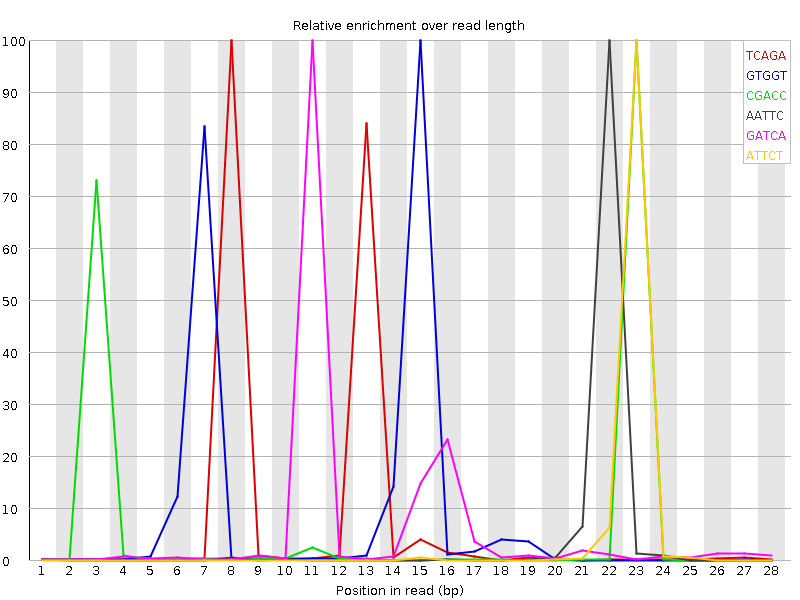 Relative enrichment over read length
100
90
80
70
60
50
40
30
20
10
0
TCAGA
GTGGT
CGACC
AATTC
GATCA
ATTCT
1 2 3 4 5 6 7 8 9 10 11 12 13 14 15 16 17 18 19 20 21 22 23 24 25 26 27 28
Position in read (bp)